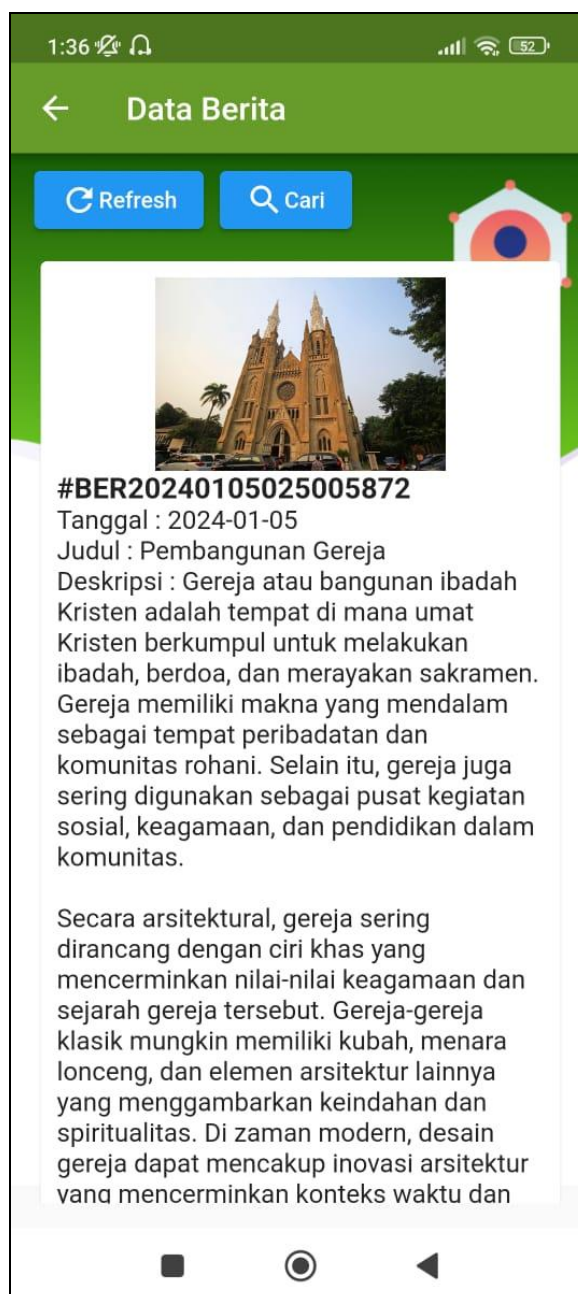 1:36
52
Data Berita
Refresh
Cari
#BER20240105025005872
Tanggal : 2024-01-05
Judul : Pembangunan Gereja
Deskripsi : Gereja atau bangunan ibadah
Kristen adalah tempat di mana umat
Kristen berkumpul untuk melakukan
ibadah, berdoa, dan merayakan sakramen.
Gereja memiliki makna yang mendalam
sebagai tempat peribadatan dan
komunitas rohani. Selain itu, gereja juga
sering digunakan sebagai pusat kegiatan
sosial, keagamaan, dan pendidikan dalam
komunitas.
Secara arsitektural, gereja sering
dirancang dengan ciri khas yang
mencerminkan nilai-nilai keagamaan dan
sejarah gereja tersebut. Gereja-gereja
klasik mungkin memiliki kubah, menara
lonceng, dan elemen arsitektur lainnya
yang menggambarkan keindahan dan
spiritualitas. Di zaman modern, desain
gereja dapat mencakup inovasi arsitektur
yang mencerminkan konteks waktu dan